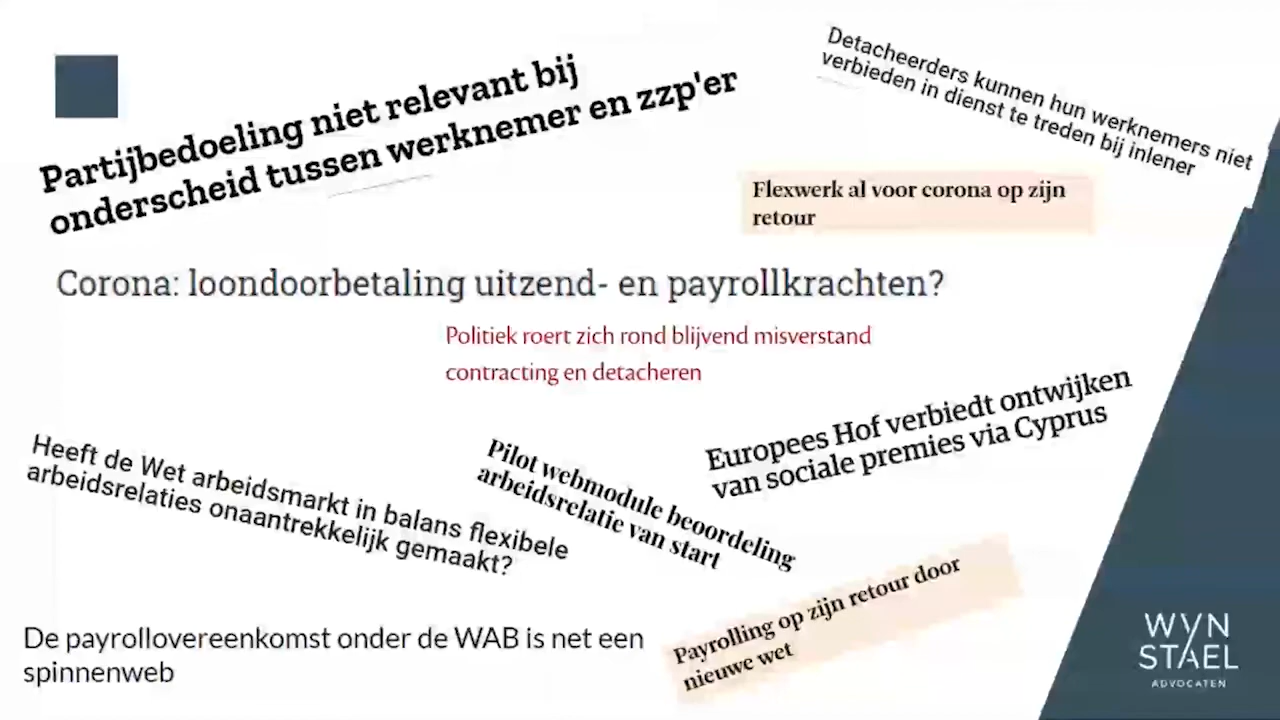 Partijbedoeling niet relevant bij
onderscheid tussen werknemer en zzp'er
Detacheerders kunnen hun werknemers niet
verbieden in dienst te treden bij inlener
Flexwerk al voor corona op zijn
retour
Corona: loondoorbetaling uitzend- en payrollkrachten?
Politiek roert zich rond blijvend misverstand
contracting en detacheren
Europees Hof verbiedt ontwijken
van sociale premies via Cyprus
Heeft de Wet arbeidsmarkt in balans flexibele
arbeidsrelaties onaantrekkelijk gemaakt?
Pilot webmodule beoordeling
arbeidsrelatie van start
Payrolling op zijn retour door
nieuwe wet
De payrollovereenkomst onder de WAB is net een
spinnenweb
WYN
STAEL
ADVOCATEN